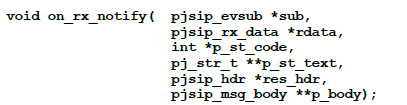 void on_rx_notify( pjsip_evsub *sub,
pjsip_rx_data *rdata,
int *p_st_code,
pj_str_t **p_st_text,
pjsip_hdr *res_hdr,
pjsip_msg_body **p_body);